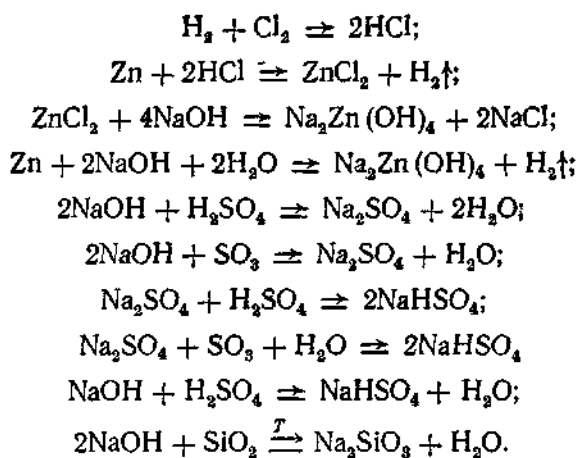 H₂ + Cl₂ ⇌ 2HCl;
Zn + 2HCl ⇌ ZnCl₂ + H₂↑;
ZnCl₂ + 4NaOH ⇌ Na₂Zn(OH)₄ + 2NaCl;
Zn + 2NaOH + 2H₂O ⇌ Na₂Zn(OH)₄ + H₂↑;
2NaOH + H₂SO₄ ⇌ Na₂SO₄ + 2H₂O;
2NaOH + SO₃ ⇌ Na₂SO₄ + H₂O;
Na₂SO₄ + H₂SO₄ ⇌ 2NaHSO₄;
Na₂SO₄ + SO₃ + H₂O ⇌ 2NaHSO₄
NaOH + H₂SO₄ ⇌ NaHSO₄ + H₂O;
2NaOH + SiO₂ ⇌ᵀ Na₂SiO₃ + H₂O.